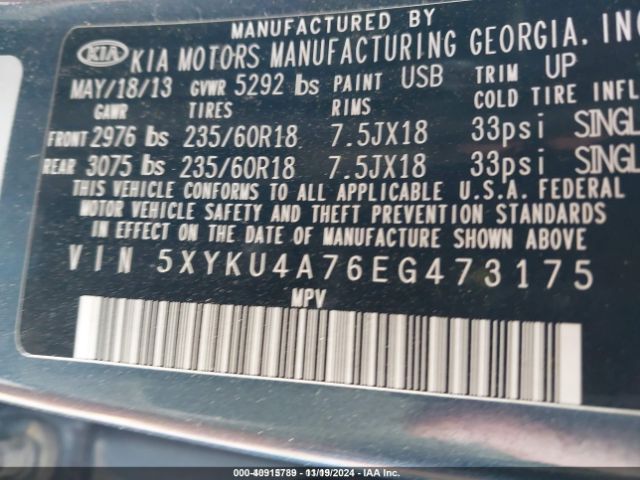 MANUFACTURED BY
KIA KIA MOTORS MANUFACTURING GEORGIA, INC
MAY/18/13 GVWR 5292 lbs PAINT USB TRIM UP
GAWR TIRES RIMS COLD TIRE INFL
FRONT 2976 lbs 235/60R18 7.5JX18 33psi SINGL
REAR 3075 lbs 235/60R18 7.5JX18 33psi SINGL
THIS VEHICLE CONFORMS TO ALL APPLICABLE U.S.A. FEDERAL
MOTOR VEHICLE SAFETY AND THEFT PREVENTION STANDARDS
IN EFFECT ON THE DATE OF MANUFACTURE SHOWN ABOVE.
VIN 5XYKU4A76EG473175
MPV
- IAA Inc.